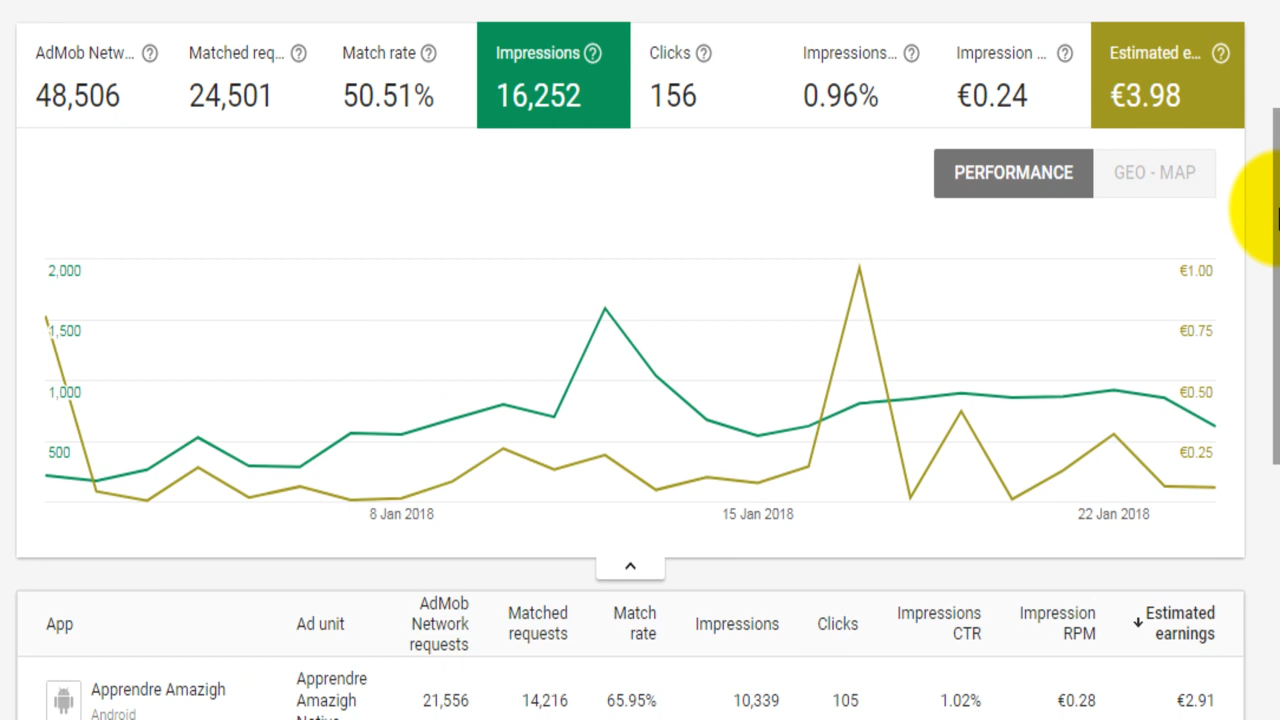 AdMob Netw... Matched req... Match rate Impressions Clicks Impressions... Impression ... Estimated e...
48,506 24,501 50.51% 16,252 156 0.96% €0.24 €3.98
PERFORMANCE GEO - MAP
2,000 €1.00
1,500 €0.75
1,000 €0.50
500 €0.25
8 Jan 2018 15 Jan 2018 22 Jan 2018
App
Ad unit
AdMob
Network
requests
Matched
requests
Match
rate
Impressions
Clicks
Impressions
CTR
Impression
RPM
Estimated
earnings
Apprendre Amazigh
Android
Apprendre
Amazigh
21,556 14,216 65.95% 10,339 105 1.02% €0.28 €2.91